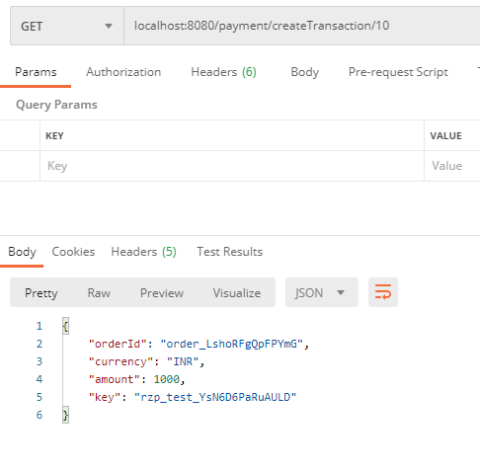 GET localhost:8080/payment/createTransaction/10
Params Authorization Headers (6) Body Pre-request Script
Query Params
KEY VALUE
Key Value
Body Cookies Headers (5) Test Results
Pretty Raw Preview Visualize JSON
1 {
2 "orderId": "order_LshoRFgQpFPYmG",
3 "currency": "INR",
4 "amount": 1000,
5 "key": "rzp_test_YsN6D6PaRuAULD"
6 }